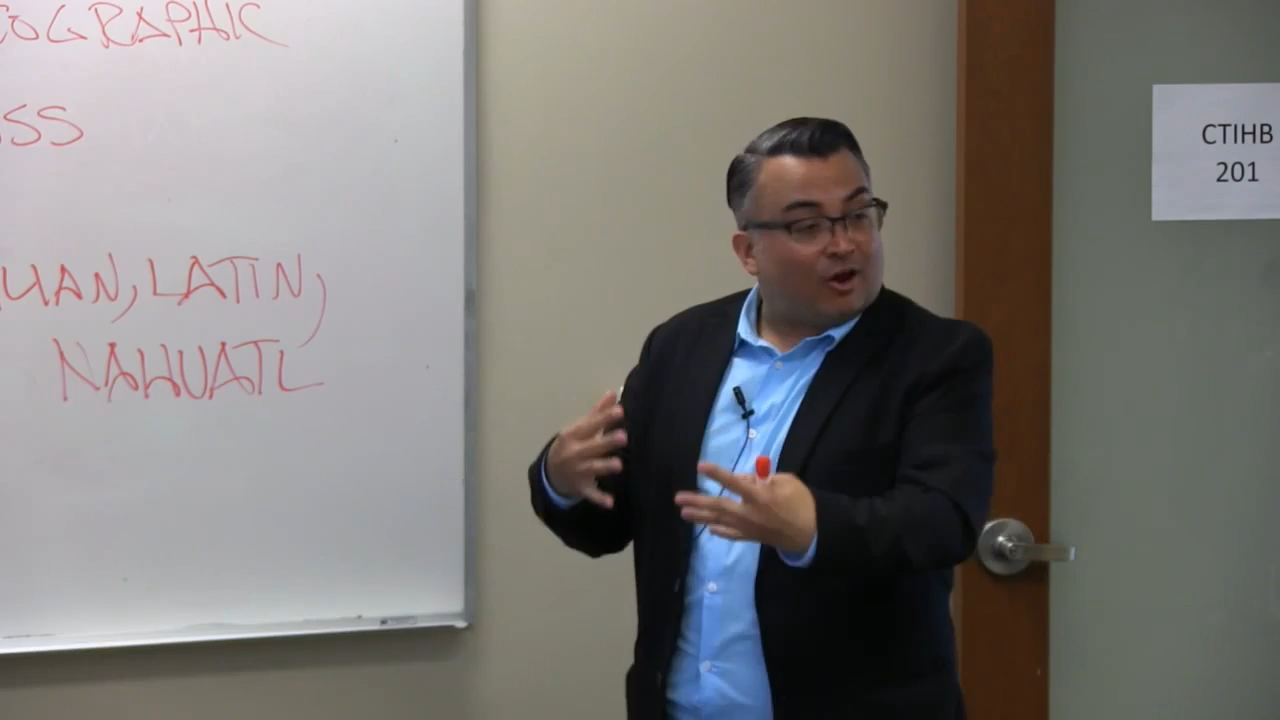 OGRAPHIC
SS
UAN, LATIN,
NAHUATL
CTIHB
201